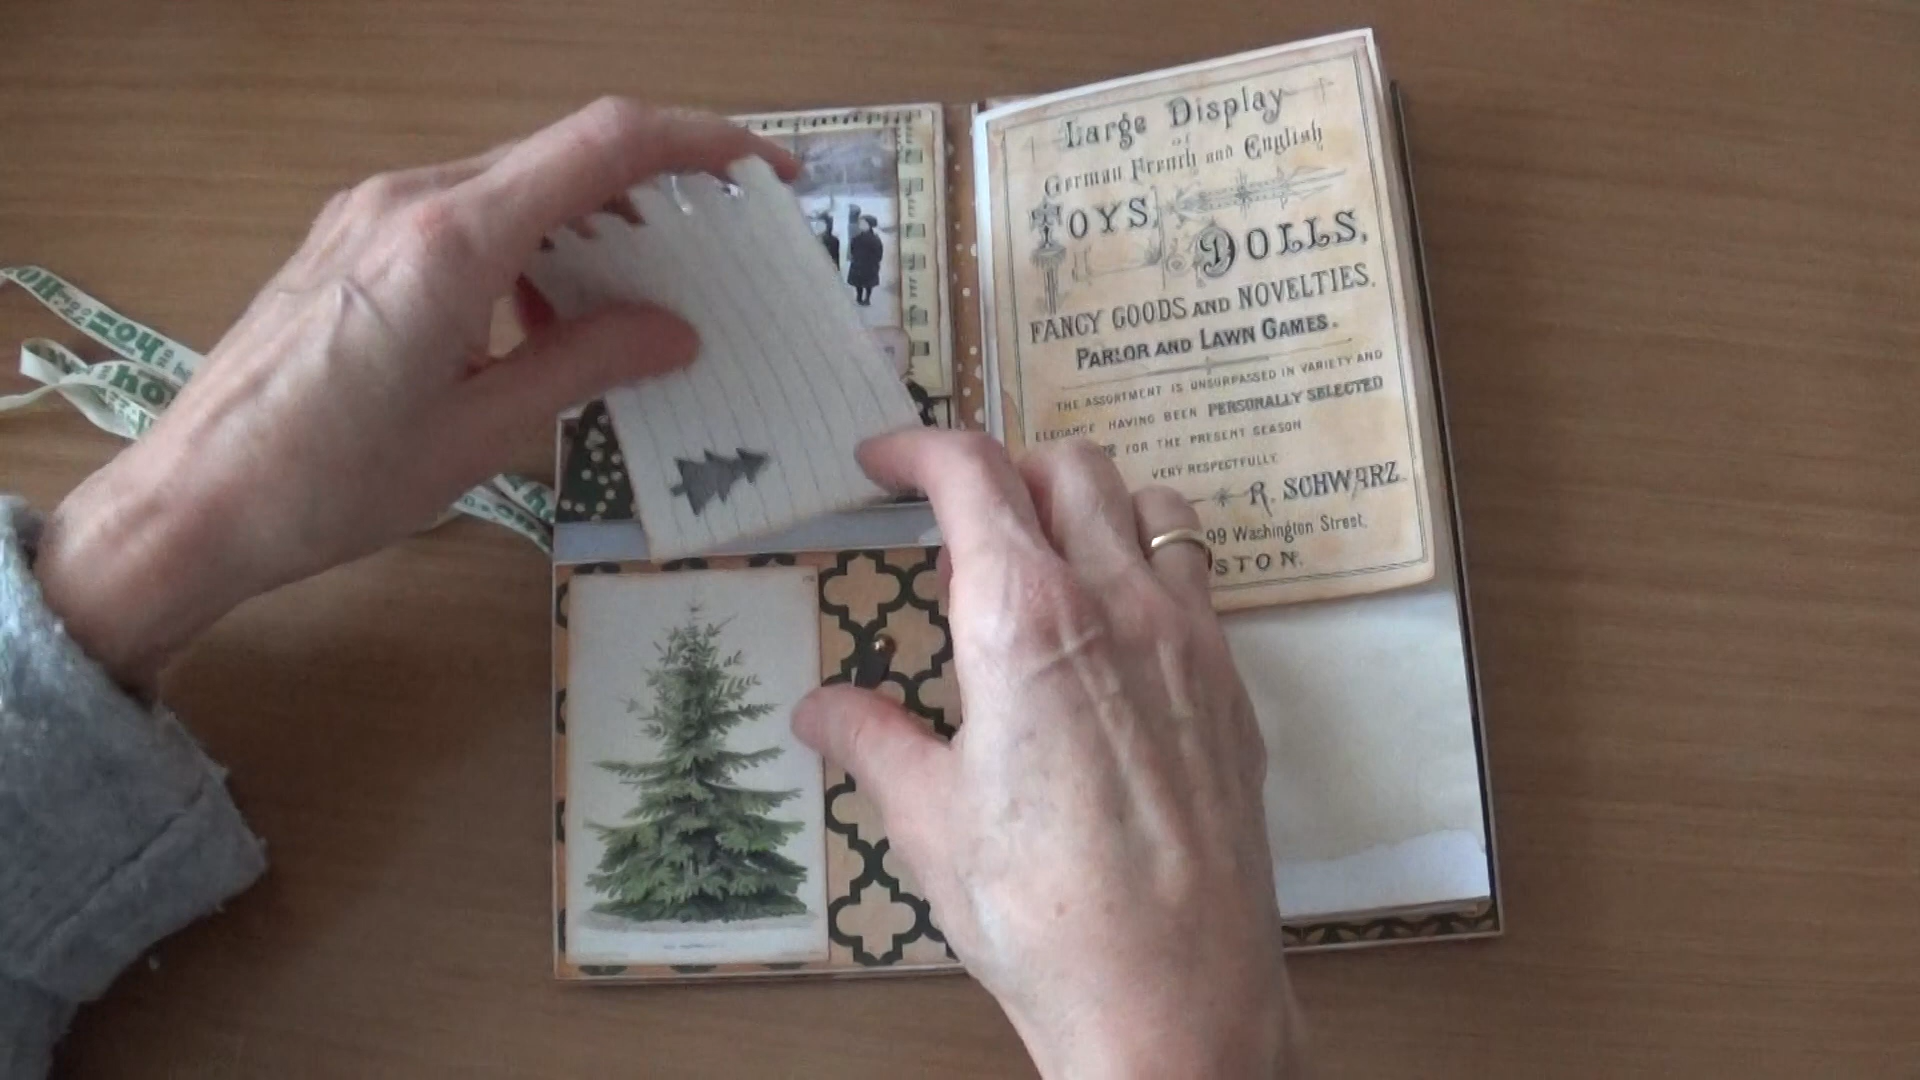 Large Display
of
German French and English
TOYS,
DOLLS,
FANCY GOODS AND NOVELTIES.
PARLOR AND LAWN GAMES.
THE ASSORTMENT IS UNSURPASSED IN VARIETY AND
ELEGANCE HAVING BEEN PERSONALLY SELECTED
FOR THE PRESENT SEASON
VERY RESPECTFULLY,
R. SCHWARZ
99 Washington Street,
STON.